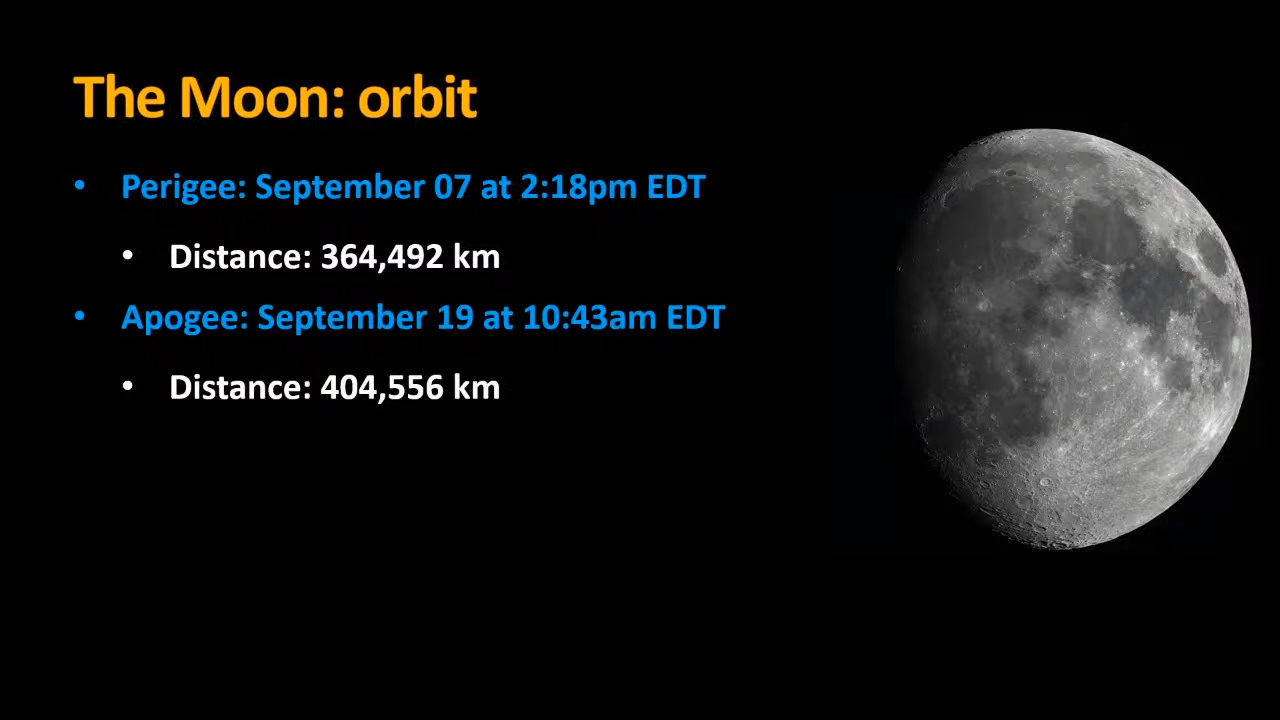 The Moon: orbit
• Perigee: September 07 at 2:18pm EDT
• Distance: 364,492 km
• Apogee: September 19 at 10:43am EDT
• Distance: 404,556 km